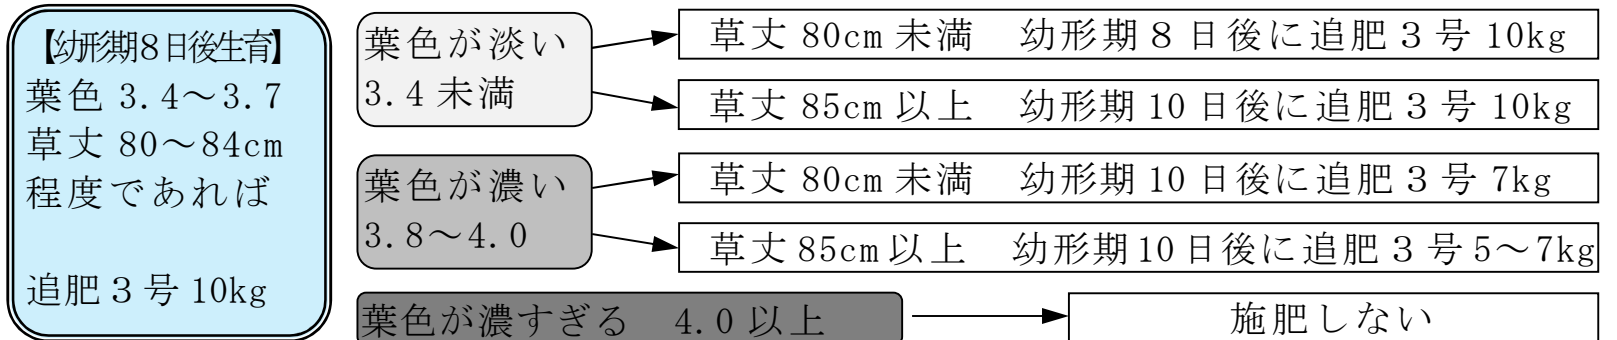 【幼形期８日後生育】
葉色 3.4～3.7
草丈 80～84cm
程度であれば
追肥３号 10kg
葉色が淡い
3.4 未満
草丈 80cm 未満　幼形期８日後に追肥３号 10kg
草丈 85cm 以上　幼形期 10 日後に追肥３号 10kg
葉色が濃い
3.8～4.0
草丈 80cm 未満　幼形期 10 日後に追肥３号 7kg
草丈 85cm 以上　幼形期 10 日後に追肥３号 5～7kg
葉色が濃すぎる　4.0 以上
施肥しない